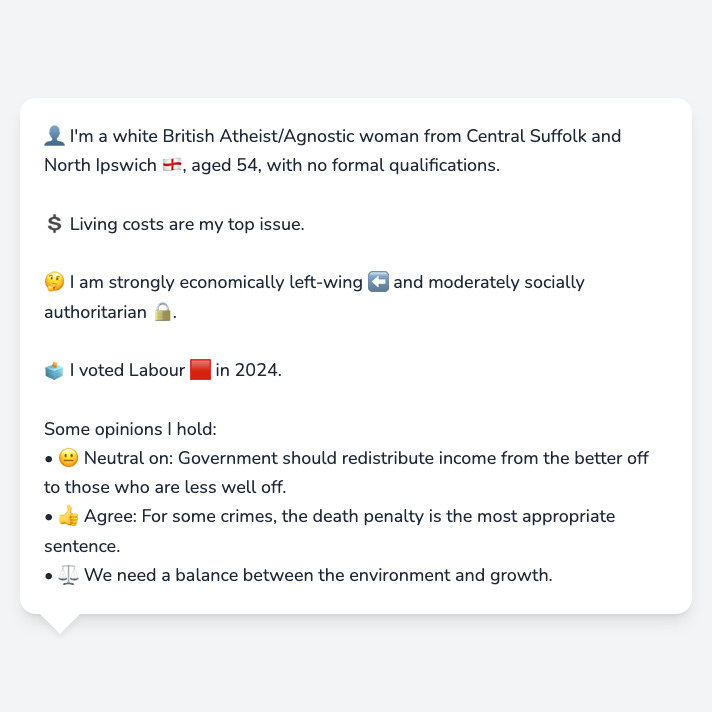 👤 I'm a white British Atheist/Agnostic woman from Central Suffolk and
North Ipswich 🏴󠁧󠁢󠁥󠁮󠁧󠁿, aged 54, with no formal qualifications.
💲 Living costs are my top issue.
🤔 I am strongly economically left-wing ⬅️ and moderately socially
authoritarian 🔒.
🗳️ I voted Labour 🟥 in 2024.
Some opinions I hold:
• 😐 Neutral on: Government should redistribute income from the better off
to those who are less well off.
• 👍 Agree: For some crimes, the death penalty is the most appropriate
sentence.
• ⚖️ We need a balance between the environment and growth.